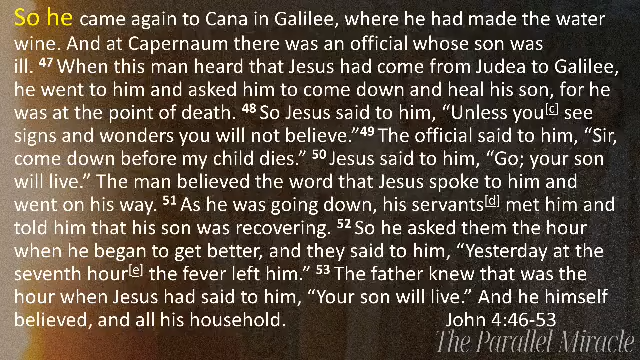 So he came again to Cana in Galilee, where he had made the water
wine. And at Capernaum there was an official whose son was
ill. 47 When this man heard that Jesus had come from Judea to Galilee,
he went to him and asked him to come down and heal his son, for he
was at the point of death. 48 So Jesus said to him, “Unless you[c] see
signs and wonders you will not believe.”49 The official said to him, “Sir,
come down before my child dies.” 50 Jesus said to him, “Go; your son
will live.” The man believed the word that Jesus spoke to him and
went on his way. 51 As he was going down, his servants[d] met him and
told him that his son was recovering. 52 So he asked them the hour
when he began to get better, and they said to him, “Yesterday at the
seventh hour[e] the fever left him.” 53 The father knew that was the
hour when Jesus had said to him, “Your son will live.” And he himself
believed, and all his household. John 4:46-53
The Parallel Miracle